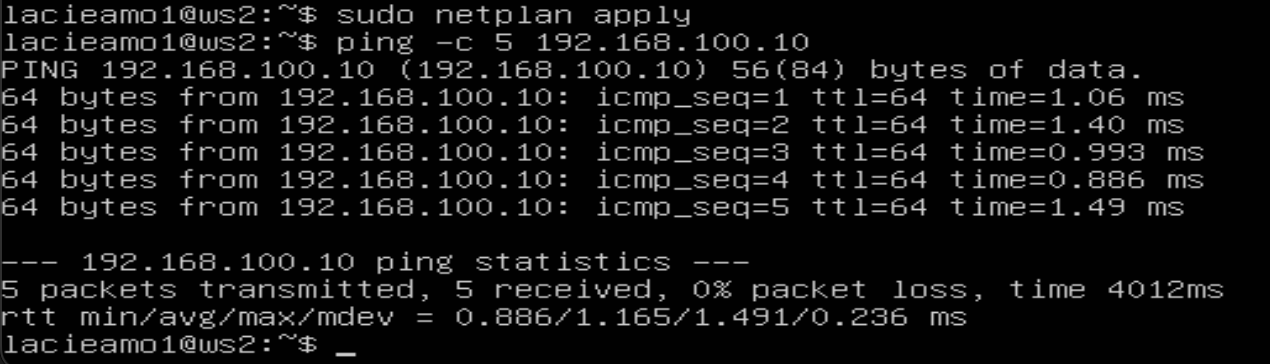 lacieamo1@ws2:~$ sudo netplan apply
lacieamo1@ws2:~$ ping -c 5 192.168.100.10
PING 192.168.100.10 (192.168.100.10) 56(84) bytes of data.
64 bytes from 192.168.100.10: icmp_seq=1 ttl=64 time=1.06 ms
64 bytes from 192.168.100.10: icmp_seq=2 ttl=64 time=1.40 ms
64 bytes from 192.168.100.10: icmp_seq=3 ttl=64 time=0.993 ms
64 bytes from 192.168.100.10: icmp_seq=4 ttl=64 time=0.886 ms
64 bytes from 192.168.100.10: icmp_seq=5 ttl=64 time=1.49 ms
--- 192.168.100.10 ping statistics ---
5 packets transmitted, 5 received, 0% packet loss, time 4012ms
rtt min/avg/max/mdev = 0.886/1.165/1.491/0.236 ms
lacieamo1@ws2:~$ _